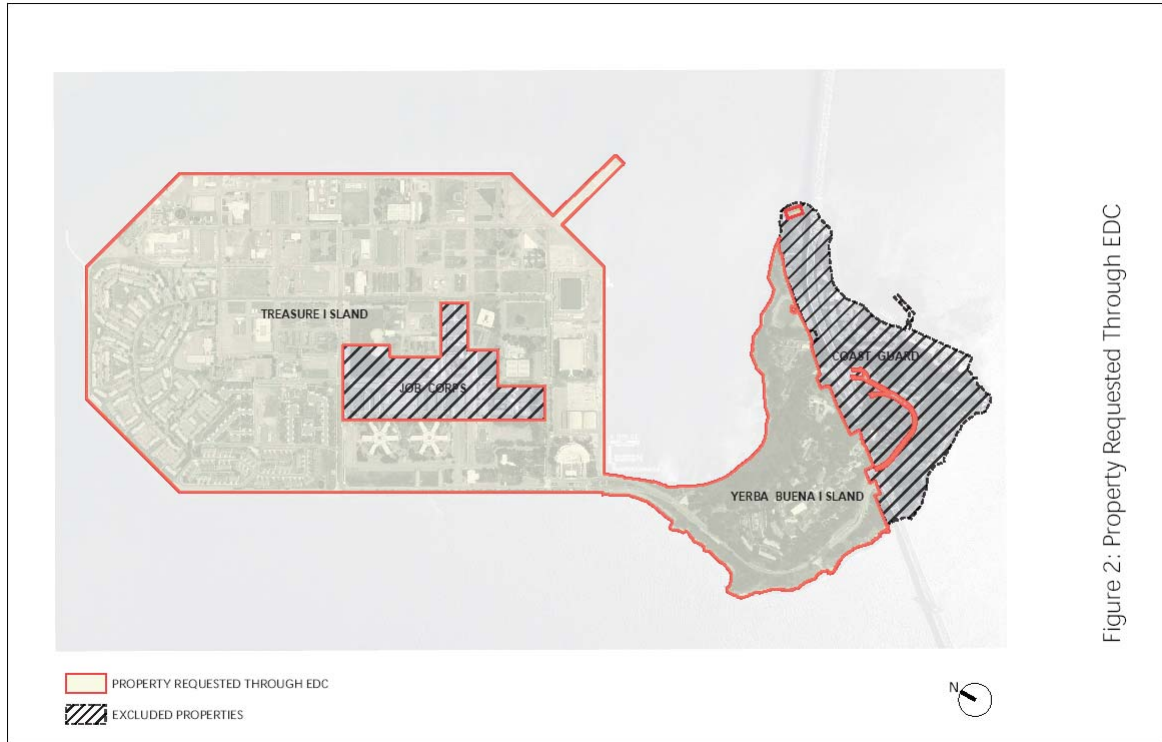 TREASURE ISLAND
JOB CORPS
COAST GUARD
YERBA BUENA ISLAND
PROPERTY REQUESTED THROUGH EDC
EXCLUDED PROPERTIES
N
Figure 2: Property Requested Through EDC